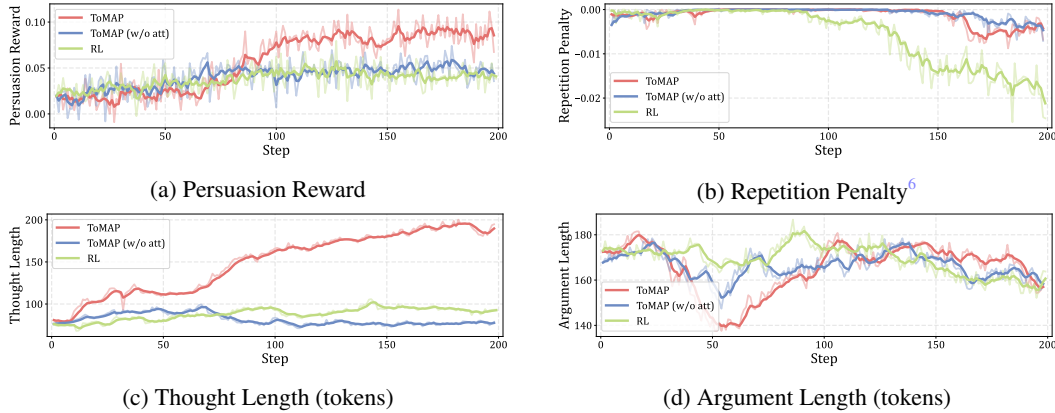 0.10
0.05
0.00
Persuasion Reward
ToMAP
ToMAP (w/o att)
RL
0 50 100 150 200
Step
(a) Persuasion Reward
0.00
−0.01
−0.02
Repetition Penalty
ToMAP
ToMAP (w/o att)
RL
0 50 100 150 200
Step
(b) Repetition Penalty6
200
150
100
Thought Length
ToMAP
ToMAP (w/o att)
RL
0 50 100 150 200
Step
(c) Thought Length (tokens)
180
160
140
Argument Length
ToMAP
ToMAP (w/o att)
RL
0 50 100 150 200
Step
(d) Argument Length (tokens)